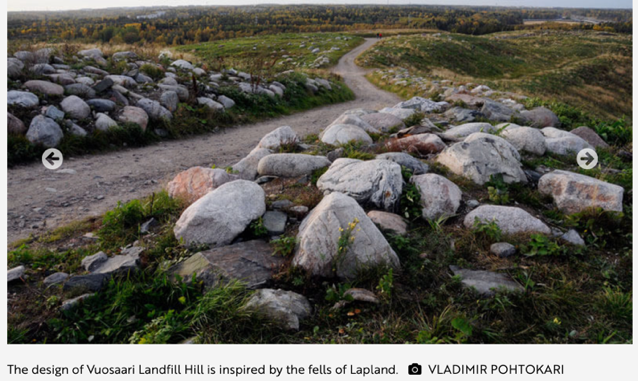 The design of Vuosaari Landfill Hill is inspired by the fells of Lapland. VLADIMIR POHTOKARI